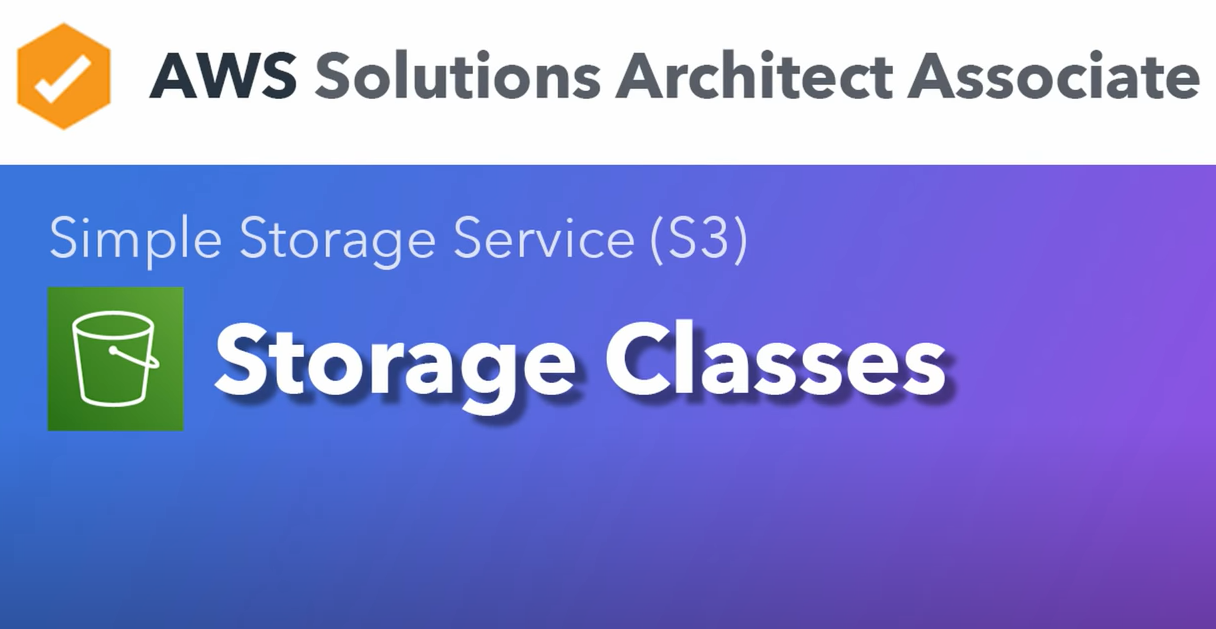 AWS Solutions Architect Associate
Simple Storage Service (S3)
Storage Classes